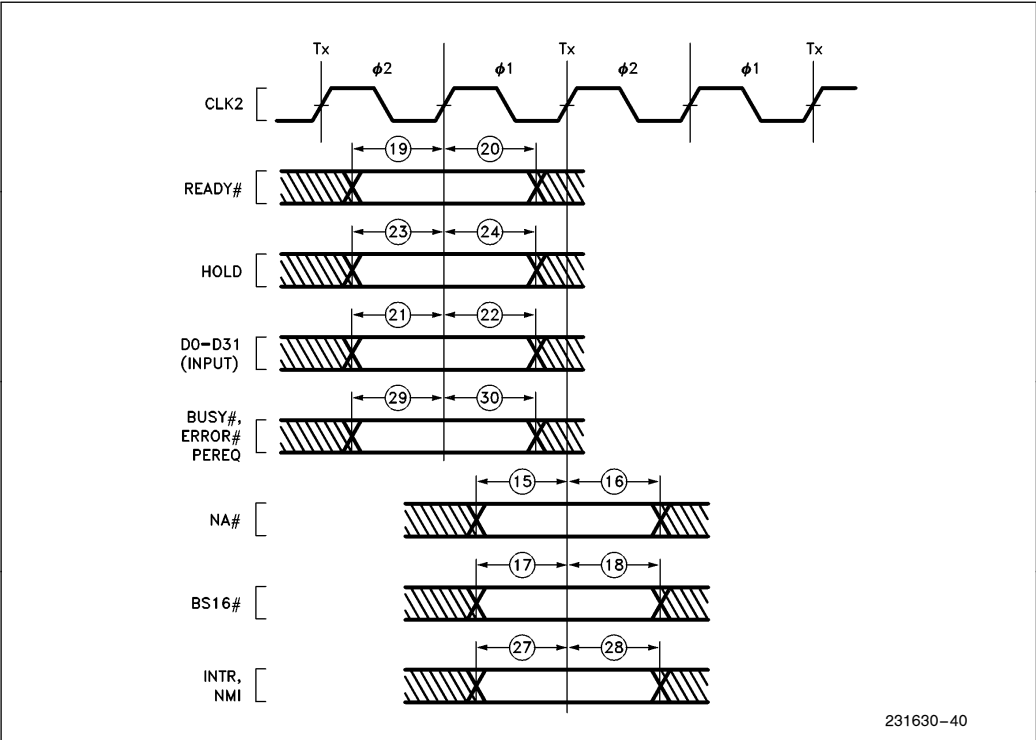 Tx Tx Tx
ϕ2 ϕ1 ϕ2 ϕ1
CLK2
19 20
READY#
23 24
HOLD
21 22
D0–D31
(INPUT)
29 30
BUSY#,
ERROR#
PEREQ
15 16
NA#
17 18
BS16#
27 28
INTR,
NMI
231630–40